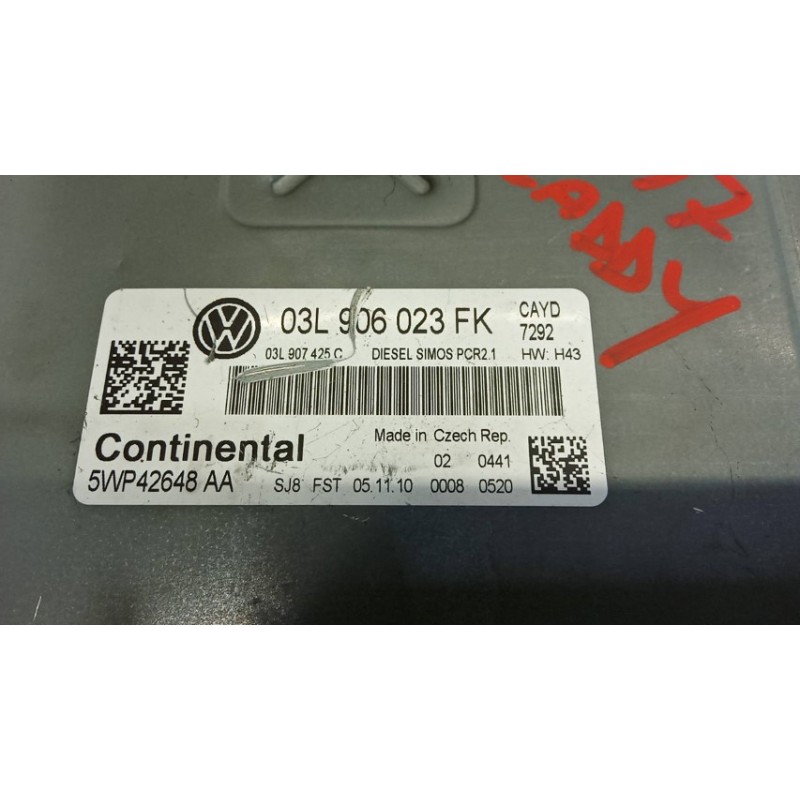 03L 906 023 FK
CAYD
7292
03L 907 425 C DIESEL SIMOS PCR2.1 HW: H43
Continental
Made in Czech Rep.
02 0441
5WP42648 AA
SJ8 FST 05.11.10 0008 0520